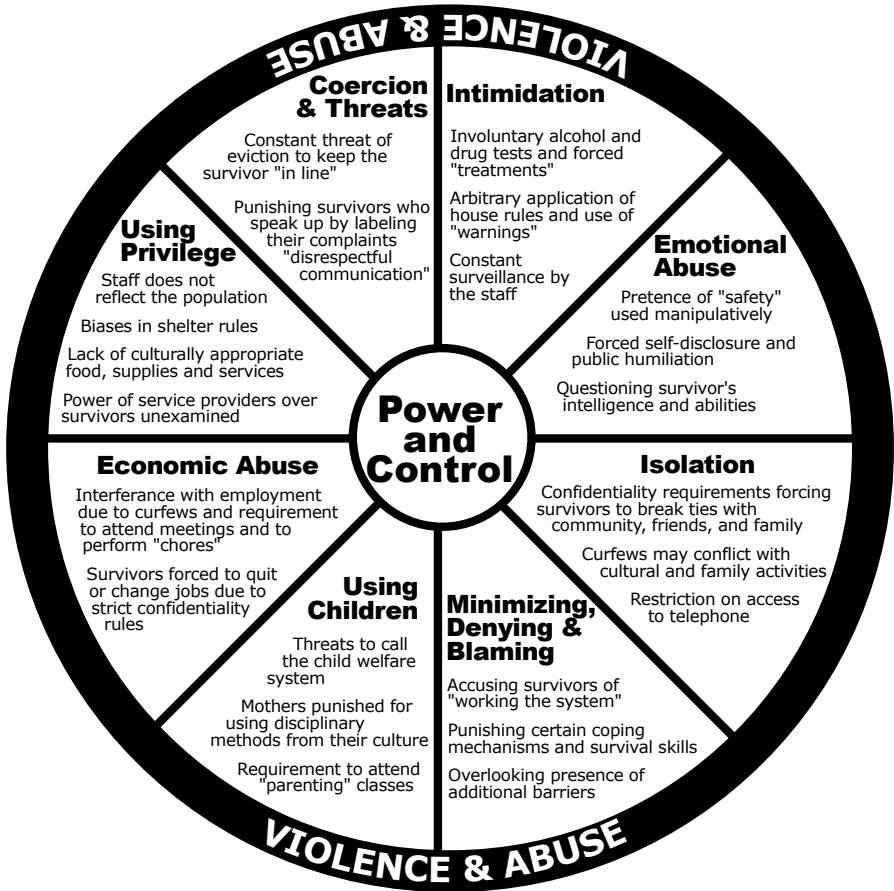 VIOLENCE & ABUSE
Coercion
& Threats
Constant threat of
eviction to keep the
survivor "in line"
Punishing survivors who
speak up by labeling
their complaints
"disrespectful
communication"
Intimidation
Involuntary alcohol and
drug tests and forced
"treatments"
Arbitrary application of
house rules and use of
"warnings"
Constant
surveillance by
the staff
Using
Privilege
Staff does not
reflect the population
Biases in shelter rules
Lack of culturally appropriate
food, supplies and services
Power of service providers over
survivors unexamined
Emotional
Abuse
Pretence of "safety"
used manipulatively
Forced self-disclosure and
public humiliation
Questioning survivor's
intelligence and abilities
Power
and
Control
Economic Abuse
Interferance with employment
due to curfews and requirement
to attend meetings and to
perform "chores"
Survivors forced to quit
or change jobs due to
strict confidentiality
rules
Isolation
Confidentiality requirements forcing
survivors to break ties with
community, friends, and family
Curfews may conflict with
cultural and family activities
Restriction on access
to telephone
Using
Children
Threats to call
the child welfare
system
Mothers punished for
using disciplinary
methods from their culture
Requirement to attend
"parenting" classes
Minimizing,
Denying &
Blaming
Accusing survivors of
"working the system"
Punishing certain coping
mechanisms and survival skills
Overlooking presence of
additional barriers
VIOLENCE & ABUSE